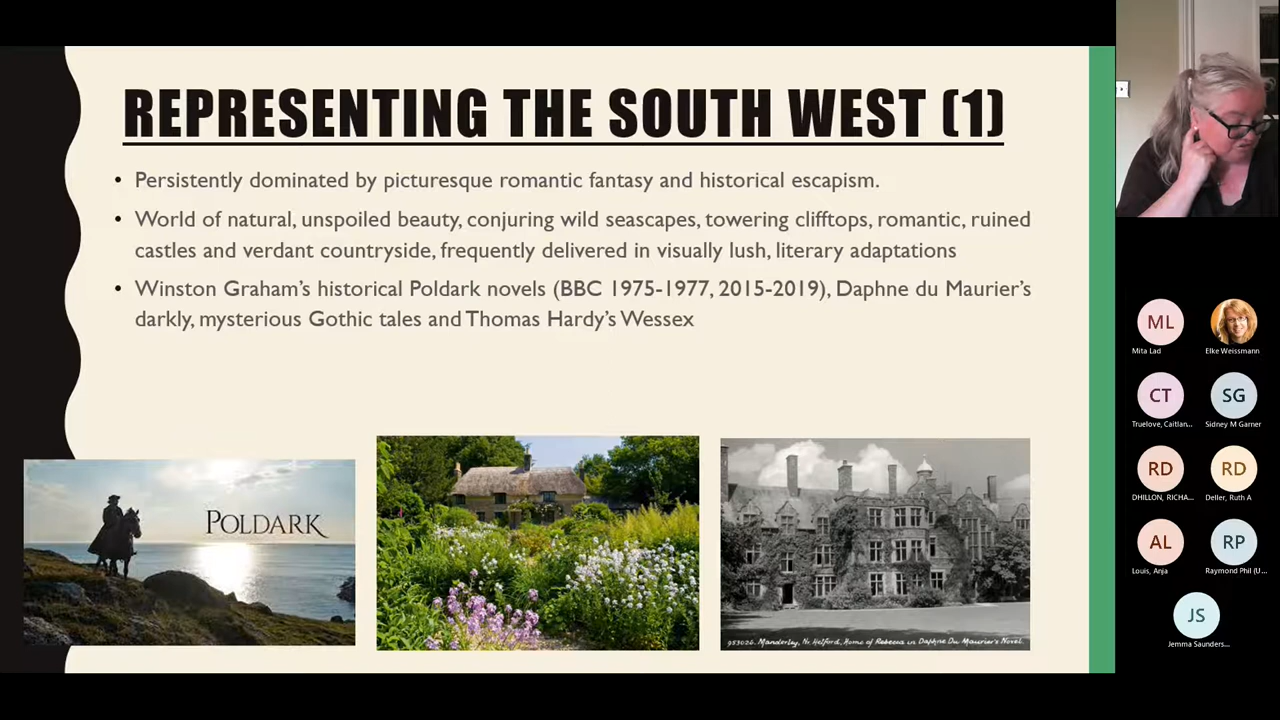 REPRESENTING THE SOUTH WEST (1)
• Persistently dominated by picturesque romantic fantasy and historical escapism.
• World of natural, unspoiled beauty, conjuring wild seascapes, towering clifftops, romantic, ruined
castles and verdant countryside, frequently delivered in visually lush, literary adaptations
• Winston Graham's historical Poldark novels (BBC 1975-1977, 2015-2019), Daphne du Maurier's
darkly, mysterious Gothic tales and Thomas Hardy's Wessex
POLDARK
953026. Manderley, Nr. Helford, Home of Rebecca in Daphne Du Maurier's Novel.
ML
Mita Lad
Elke Weissmann
CT
Truelove, Caitlan...
SG
Sidney M Garner
RD
DHILLON, RICHA...
RD
Deller, Ruth A
AL
Louis, Anja
RP
Raymond Phil (U...
JS
Jemma Saunders...